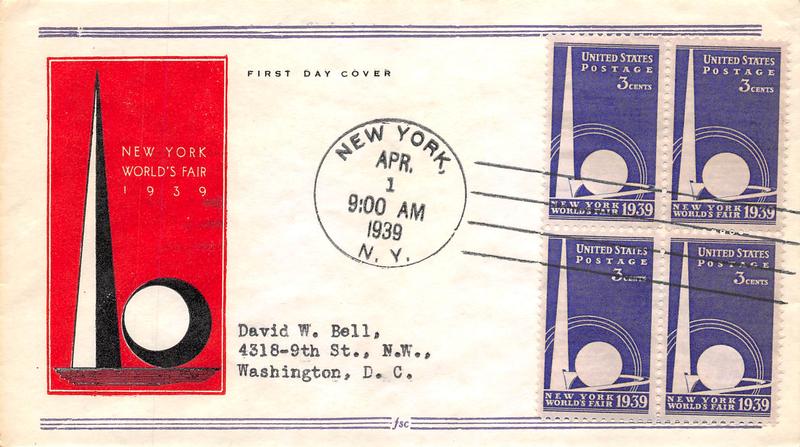 FIRST DAY COVER
NEW YORK
WORLD'S FAIR
1939
NEW YORK,
APR.
1
9:00 AM
1939
N. Y.
UNITED STATES
POSTAGE
3 CENTS
NEW YORK
WORLD'S FAIR 1939
UNITED STATES
POSTAGE
3 CENTS
NEW YORK
WORLD'S FAIR 1939
UNITED STATES
POSTAGE
3 CENTS
NEW YORK
WORLD'S FAIR 1939
UNITED STATES
POSTAGE
3 CENTS
NEW YORK
WORLD'S FAIR 1939
David W. Bell,
4318-9th St., N.W.,
Washington, D. C.
fsc